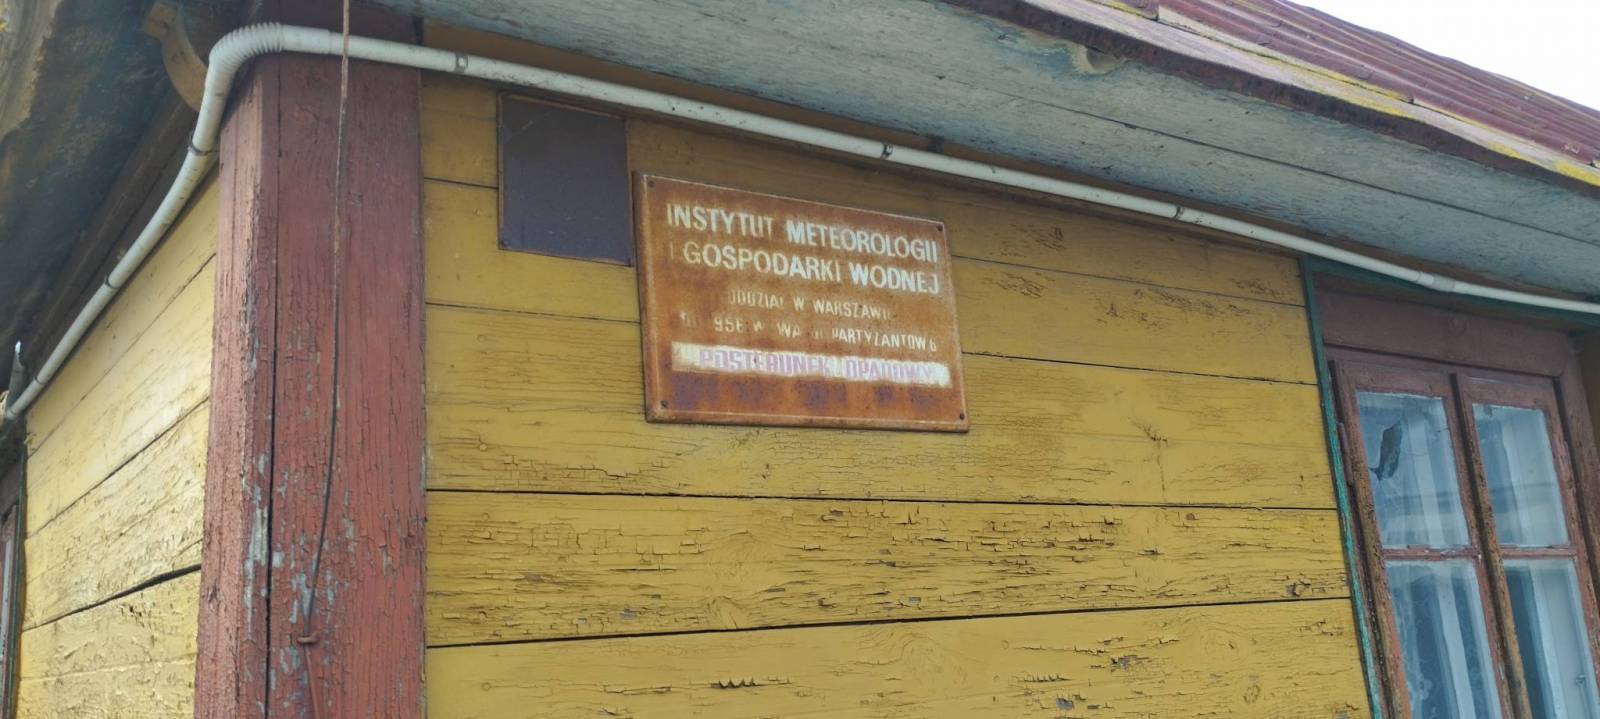 INSTYTUT METEOROLOGII
I GOSPODARKI WODNEJ
ODDZIAŁ W WARSZAWIE
PARTYZANTÓW 6
POSTERUNEK OPADOWY